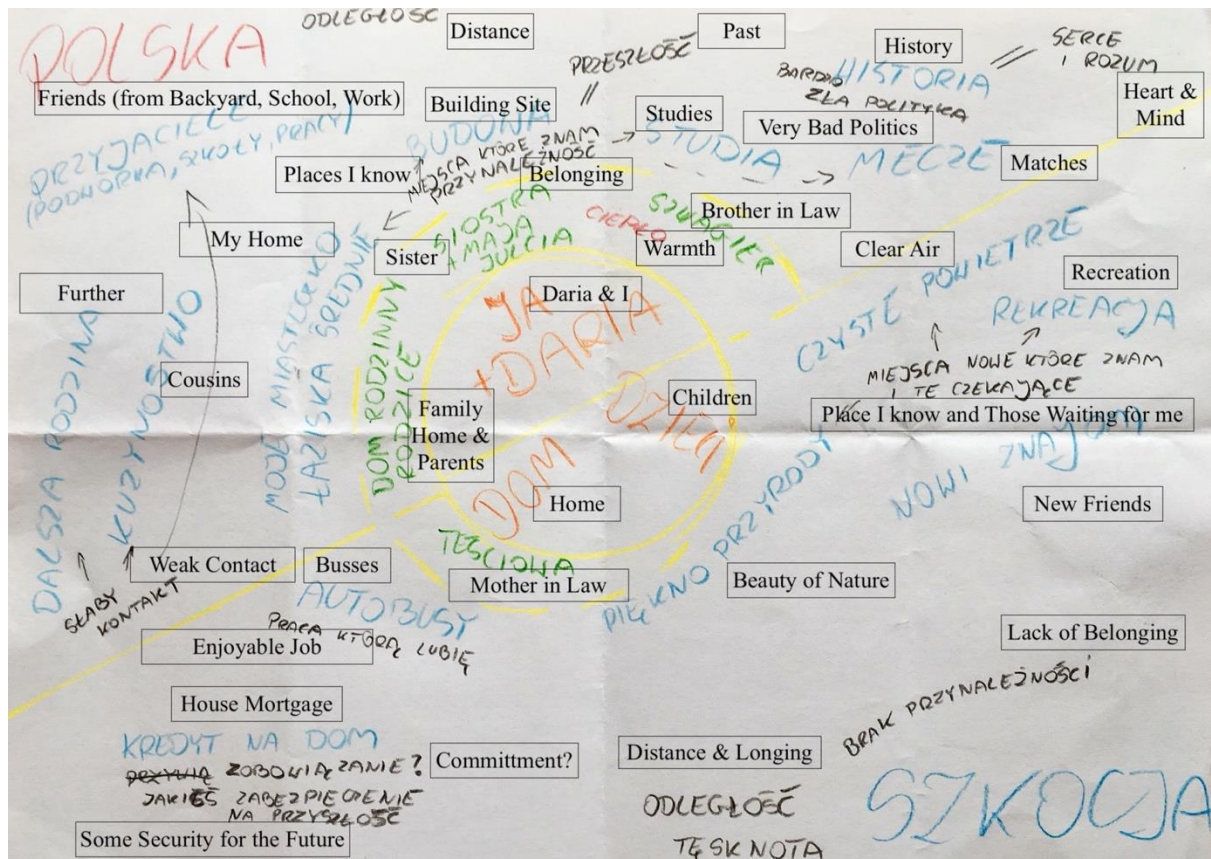 ODLEGŁOŚĆ
Distance
Past
History
SERCE
I ROZUM
Heart &
Mind
POLSKA
PRZESZŁOŚĆ
BARDZO
ZŁA POLITYKA
HISTORIA
Friends (from Backyard, School, Work)
PRZYJACIELE
(PODWÓRKA, SZKOŁY, PRACY)
Building Site
BUDOWA
Studies
STUDIA
Very Bad Politics
MECZE
Matches
Places I know
MIEJSCA KTÓRE ZNAM
PRZYNALEŻNOŚĆ
Belonging
My Home
MOJE MIASTECZKO
ŁAZISKA ŚREDNIE
Sister
SIOSTRA
+ MAJA
JULCIA
CIEPŁO
Warmth
SZWAGIER
Brother in Law
Clear Air
CZYSTE POWIETRZE
Recreation
REKREACJA
Further
DALSZA RODZINA
Cousins
KUZYNOSTWO
Daria & I
JA
+ DARIA
DOM RODZINNY
RODZICE
Family
Home &
Parents
Children
DZIECI
MIEJSCA NOWE KTÓRE ZNAM
I TE CZEKAJĄCE
Place I know and Those Waiting for me
DOM
Home
NOWI ZNAJOMI
New Friends
Weak Contact
SŁABY
KONTAKT
Busses
AUTOBUSY
TEŚCIOWA
Mother in Law
PIĘKNO PRZYRODY
Beauty of Nature
PRACA KTÓRĄ LUBIĘ
Enjoyable Job
Lack of Belonging
BRAK PRZYNALEŻNOŚCI
House Mortgage
KREDYT NA DOM
ZOBOWIĄZANIE?
Committment?
JAKIEŚ ZABEZPIECZENIE
NA PRZYSZŁOŚĆ
Some Security for the Future
Distance & Longing
ODLEGŁOŚĆ
TĘSKNOTA
SZKOCJA